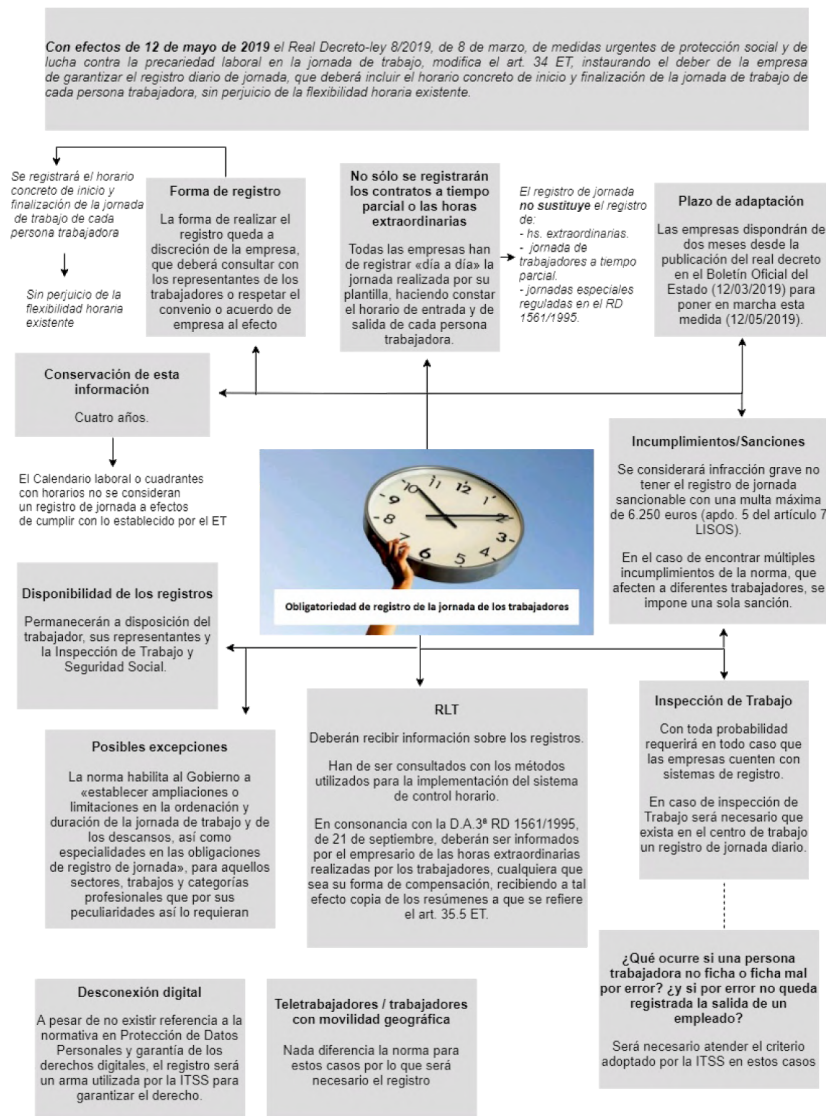 Con efectos de 12 de mayo de 2019 el Real Decreto-ley 8/2019, de 8 de marzo, de medidas urgentes de protección social y de
lucha contra la precariedad laboral en la jornada de trabajo, modifica el art. 34 ET, instaurando el deber de la empresa
de garantizar el registro diario de jornada, que deberá incluir el horario concreto de inicio y finalización de la jornada de trabajo de
cada persona trabajadora, sin perjuicio de la flexibilidad horaria existente.
Se registrará el horario
concreto de inicio y
finalización de la jornada
de trabajo de cada
persona trabajadora
Sin perjuicio de la
flexibilidad horaria
existente
Forma de registro
La forma de realizar el
registro queda a
discreción de la empresa,
que deberá consultar con
los representantes de los
trabajadores o respetar el
convenio o acuerdo de
empresa al efecto
No sólo se registrarán
los contratos a tiempo
parcial o las horas
extraordinarias
Todas las empresas han
de registrar «día a día» la
jornada realizada por su
plantilla, haciendo constar
el horario de entrada y de
salida de cada persona
trabajadora.
El registro de jornada
no sustituye el registro
de:
- hs. extraordinarias.
- jornada de
trabajadores a tiempo
parcial.
- jornadas especiales
reguladas en el RD
1561/1995.
Plazo de adaptación
Las empresas dispondrán de
dos meses desde la
publicación del real decreto
en el Boletín Oficial del
Estado (12/03/2019) para
poner en marcha esta
medida (12/05/2019).
Conservación de esta
información
Cuatro años.
El Calendario laboral o cuadrantes
con horarios no se consideran
un registro de jornada a efectos
de cumplir con lo establecido por el ET
10
11
12
1
2
3
4
5
6
7
8
9
Obligatoriedad de registro de la jornada de los trabajadores
Incumplimientos/Sanciones
Se considerará infracción grave no
tener el registro de jornada
sancionable con una multa máxima
de 6.250 euros (apdo. 5 del artículo 7
LISOS).
En el caso de encontrar múltiples
incumplimientos de la norma, que
afecten a diferentes trabajadores, se
impone una sola sanción.
Disponibilidad de los registros
Permanecerán a disposición del
trabajador, sus representantes y
la Inspección de Trabajo y
Seguridad Social.
Posibles excepciones
La norma habilita al Gobierno a
«establecer ampliaciones o
limitaciones en la ordenación y
duración de la jornada de trabajo y de
los descansos, así como
especialidades en las obligaciones
de registro de jornada», para aquellos
sectores, trabajos y categorías
profesionales que por sus
peculiaridades así lo requieran
RLT
Deberán recibir información sobre los registros.
Han de ser consultados con los métodos
utilizados para la implementación del sistema
de control horario.
En consonancia con la D.A.3ª RD 1561/1995,
de 21 de septiembre, deberán ser informados
por el empresario de las horas extraordinarias
realizadas por los trabajadores, cualquiera que
sea su forma de compensación, recibiendo a tal
efecto copia de los resúmenes a que se refiere
el art. 35.5 ET.
Inspección de Trabajo
Con toda probabilidad
requerirá en todo caso que
las empresas cuenten con
sistemas de registro.
En caso de inspección de
Trabajo será necesario que
exista en el centro de trabajo
un registro de jornada diario.
¿Qué ocurre si una persona
trabajadora no ficha o ficha mal
por error? ¿y si por error no queda
registrada la salida de un
empleado?
Será necesario atender el criterio
adoptado por la ITSS en estos casos
Desconexión digital
A pesar de no existir referencia a la
normativa en Protección de Datos
Personales y garantía de los
derechos digitales, el registro será
un arma utilizada por la ITSS para
garantizar el derecho.
Teletrabajadores / trabajadores
con movilidad geográfica
Nada diferencia la norma para
estos casos por lo que será
necesario el registro